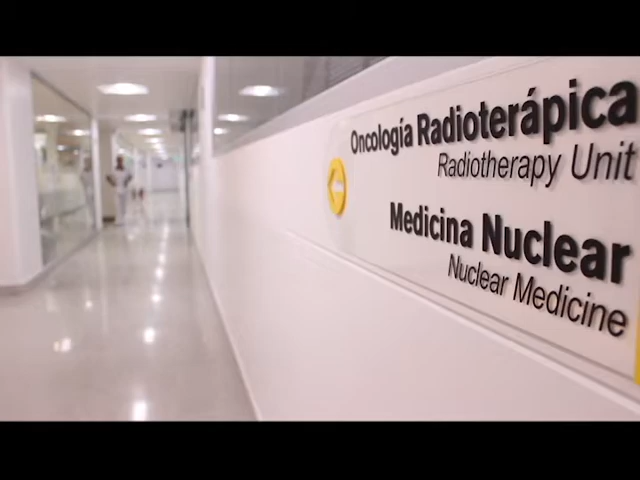 Oncología Radioterápica
Radiotherapy Unit
Medicina Nuclear
Nuclear Medicine